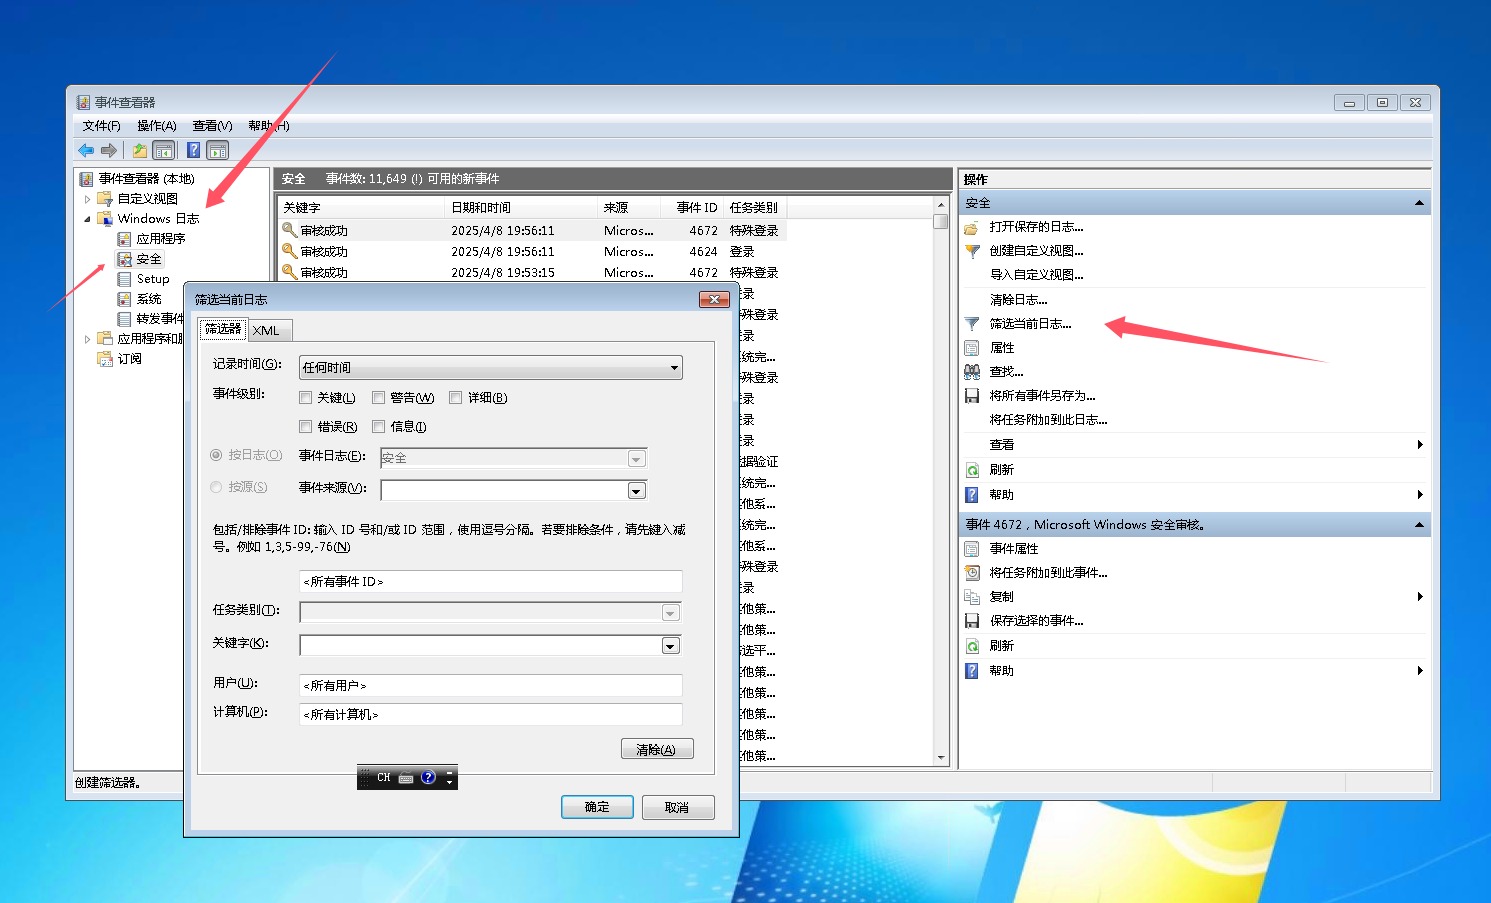 事件查看器
文件(F) 操作(A) 查看(V) 帮助(H)
事件查看器 (本地)
自定义视图
Windows 日志
应用程序
安全
Setup
系统
转发事件
应用程序和
订阅
创建筛选器。
安全 事件数: 11,649 (!) 可用的新事件
关键字 日期和时间 来源 事件 ID 任务类别
审核成功 2025/4/8 19:56:11 Micros... 4672 特殊登录
审核成功 2025/4/8 19:56:11 Micros... 4624 登录
审核成功 2025/4/8 19:53:15 Micros... 4672 特殊登录
录
殊登录
录
统完...
殊登录
录
录
录
据验证
统完...
他系...
统完...
他系...
殊登录
录
他策...
他策...
选平...
他策...
他策...
他策...
他策...
他策...
筛选当前日志
筛选器 XML
记录时间(G): 任何时间
事件级别: 关键(L) 警告(W) 详细(B)
错误(R) 信息(I)
按日志(O) 事件日志(E): 安全
按源(S) 事件来源(V):
包括/排除事件 ID: 输入 ID 号和/或 ID 范围，使用逗号分隔。若要排除条件，请先键入减
号。例如 1,3,5-99,-76(N)
<所有事件 ID>
任务类别(T):
关键字(K):
用户(U): <所有用户>
计算机(P): <所有计算机>
清除(A)
CH
确定 取消
操作
安全
打开保存的日志...
创建自定义视图...
导入自定义视图...
清除日志...
筛选当前日志...
属性
查找...
将所有事件另存为...
将任务附加到此日志...
查看
刷新
帮助
事件 4672，Microsoft Windows 安全审核。
事件属性
将任务附加到此事件...
复制
保存选择的事件...
刷新
帮助